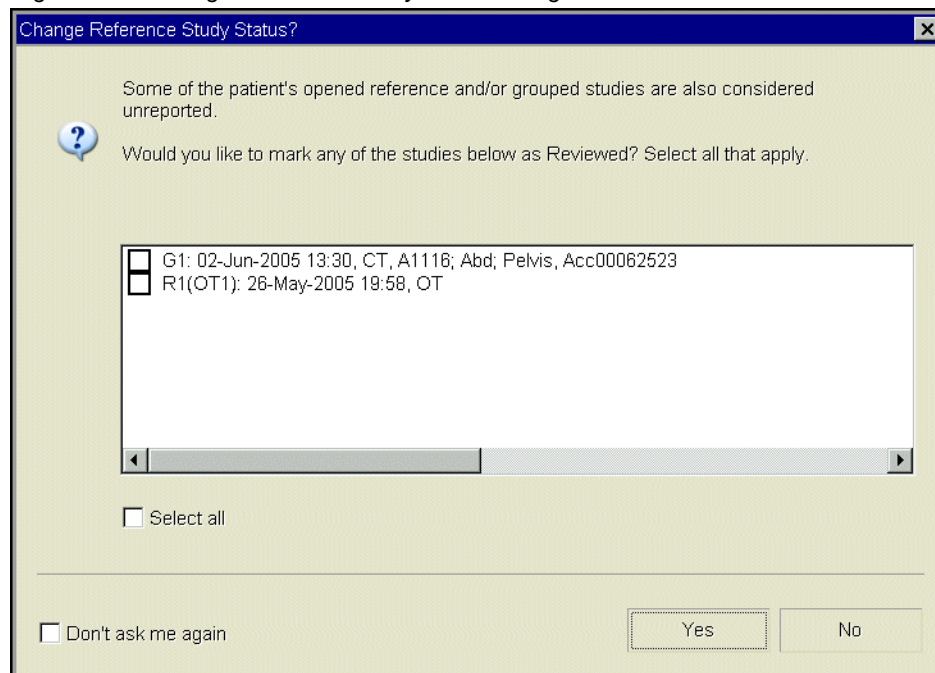 Change Reference Study Status?
Some of the patient's opened reference and/or grouped studies are also considered
unreported.
Would you like to mark any of the studies below as Reviewed? Select all that apply.
G1: 02-Jun-2005 13:30, CT, A1116; Abd; Pelvis, Acc00062523
R1(OT1): 26-May-2005 19:58, OT
Select all
Don't ask me again
Yes
No